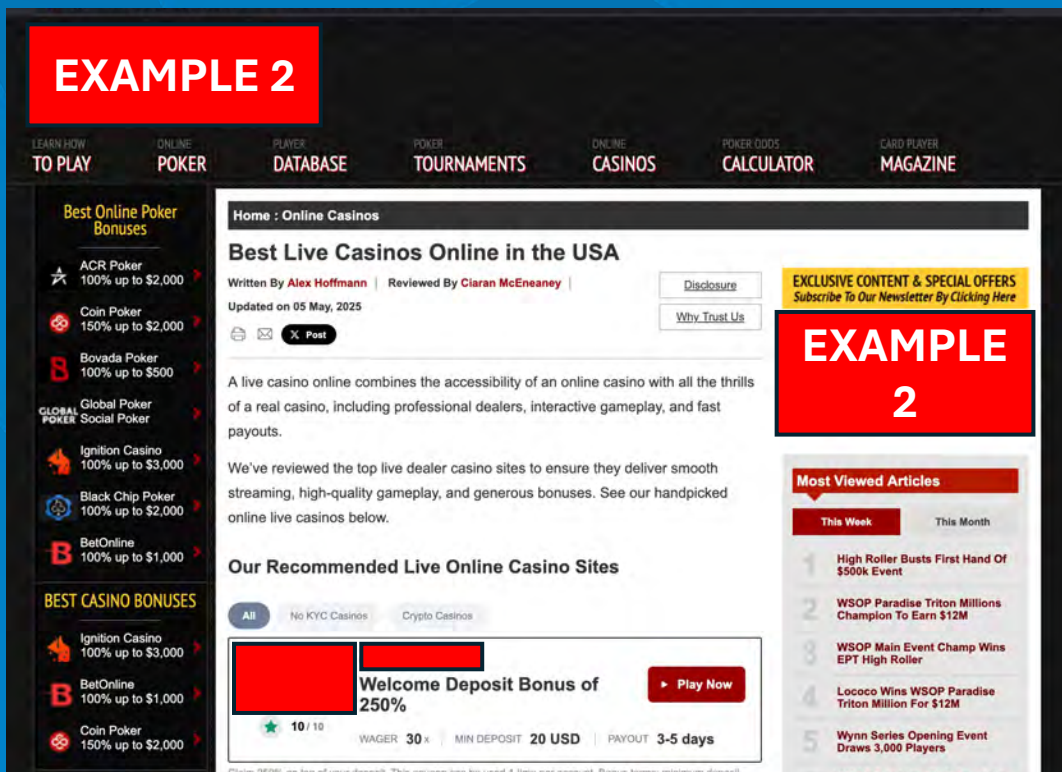 EXAMPLE 2
LEARN HOW
TO PLAY
ONLINE
POKER
PLAYER
DATABASE
POKER
TOURNAMENTS
ONLINE
CASINOS
POKER ODDS
CALCULATOR
CARD PLAYER
MAGAZINE
Best Online Poker
Bonuses
ACR Poker
100% up to $2,000
Coin Poker
150% up to $2,000
Bovada Poker
100% up to $500
GLOBAL
POKER
Global Poker
Social Poker
Ignition Casino
100% up to $3,000
Black Chip Poker
100% up to $2,000
B
BetOnline
100% up to $1,000
BEST CASINO BONUSES
Ignition Casino
100% up to $3,000
B
BetOnline
100% up to $1,000
Coin Poker
150% up to $2,000
Home : Online Casinos
Best Live Casinos Online in the USA
Written By Alex Hoffmann | Reviewed By Ciaran McEneaney |
Updated on 05 May, 2025
Disclosure
Why Trust Us
X Post
A live casino online combines the accessibility of an online casino with all the thrills
of a real casino, including professional dealers, interactive gameplay, and fast
payouts.
We've reviewed the top live dealer casino sites to ensure they deliver smooth
streaming, high-quality gameplay, and generous bonuses. See our handpicked
online live casinos below.
Our Recommended Live Online Casino Sites
All
No KYC Casinos
Crypto Casinos
Welcome Deposit Bonus of
250%
Play Now
10 / 10
WAGER 30 x | MIN DEPOSIT 20 USD | PAYOUT 3-5 days
EXCLUSIVE CONTENT & SPECIAL OFFERS
Subscribe To Our Newsletter By Clicking Here
EXAMPLE
2
Most Viewed Articles
This Week
This Month
1 High Roller Busts First Hand Of
$500k Event
2 WSOP Paradise Triton Millions
Champion To Earn $12M
3 WSOP Main Event Champ Wins
EPT High Roller
4 Lococo Wins WSOP Paradise
Triton Million For $12M
5 Wynn Series Opening Event
Draws 3,000 Players